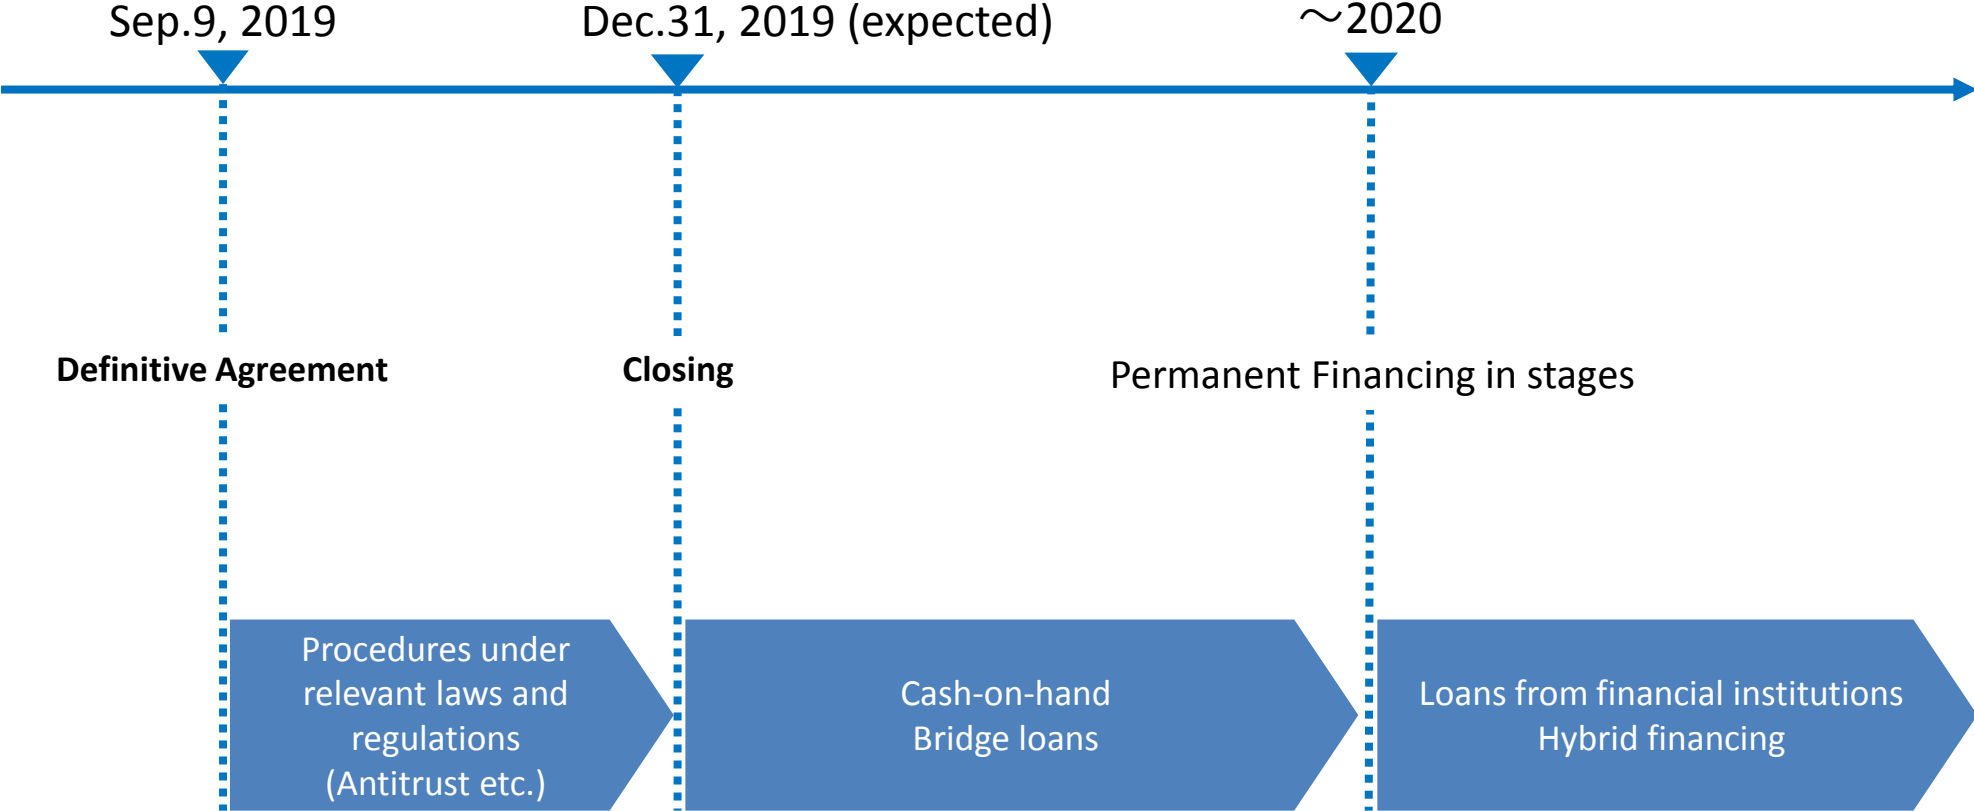 Sep.9, 2019
Dec.31, 2019 (expected)
～2020
Definitive Agreement
Closing
Permanent Financing in stages
Procedures under
relevant laws and
regulations
(Antitrust etc.)
Cash-on-hand
Bridge loans
Loans from financial institutions
Hybrid financing